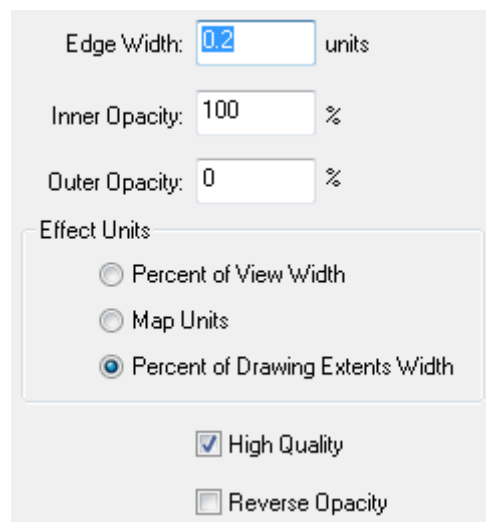 Edge Width: 0.2 units
Inner Opacity: 100 %
Outer Opacity: 0 %
Effect Units
Percent of View Width
Map Units
Percent of Drawing Extents Width
High Quality
Reverse Opacity